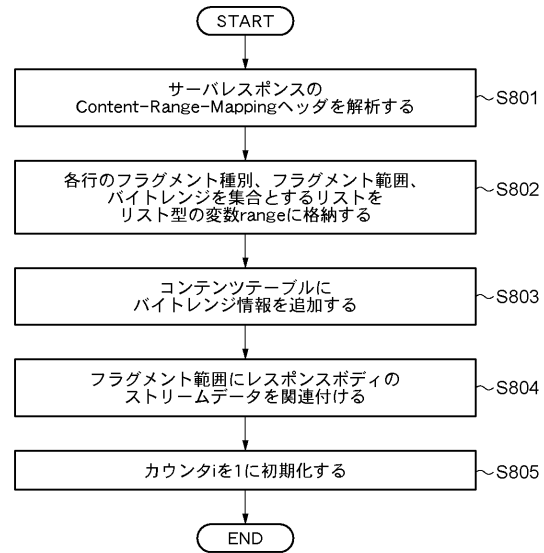 START
サーバレスポンスの
Content-Range-Mappingヘッダを解析する
S801
各行のフラグメント種別、フラグメント範囲、
バイトレンジを集合とするリストを
リスト型の変数rangeに格納する
S802
コンテンツテーブルに
バイトレンジ情報を追加する
S803
フラグメント範囲にレスポンスボディの
ストリームデータを関連付ける
S804
カウンタiを1に初期化する
S805
END